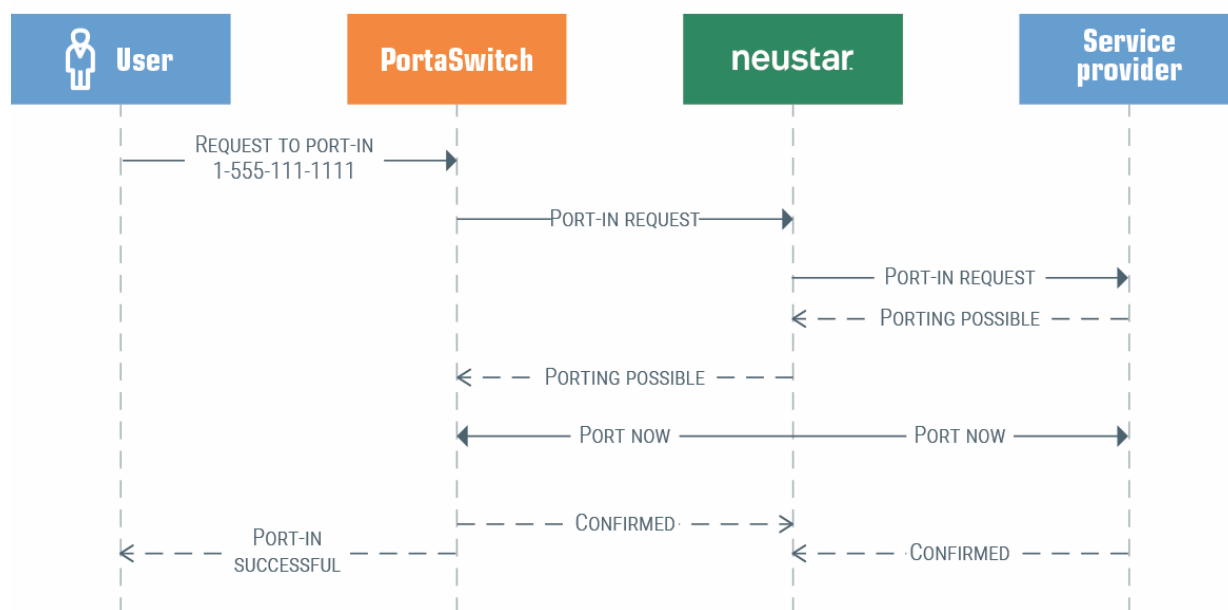 User
PortaSwitch
neustar.
Service
provider
REQUEST TO PORT-IN
1-555-111-1111
PORT-IN REQUEST
PORT-IN REQUEST
PORTING POSSIBLE
PORTING POSSIBLE
PORT NOW
PORT NOW
CONFIRMED
PORT-IN
SUCCESSFUL
CONFIRMED